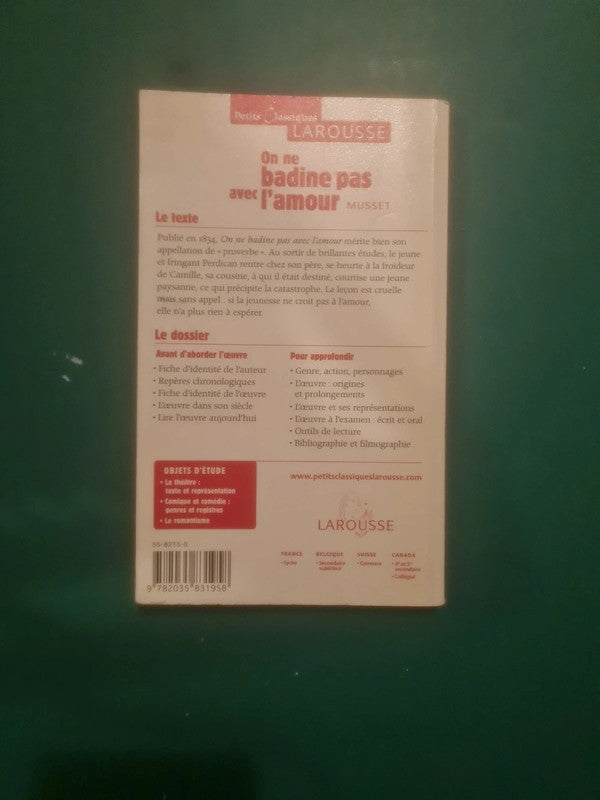 Petits Classiques
LAROUSSE
On ne
badine pas
avec l'amour MUSSET
Le texte
Publié en 1834, On ne badine pas avec l'amour mérite bien son
appellation de « proverbe ». Au sortir de brillantes études, le jeune
et fringant Perdican rentre chez son père, se heurte à la froideur
de Camille, sa cousine, à qui il était destiné, courtise une jeune
paysanne, ce qui précipite la catastrophe. La leçon est cruelle
mais sans appel : si la jeunesse ne croit pas à l'amour,
elle n'a plus rien à espérer.
Le dossier
Avant d'aborder l'œuvre
• Fiche d'identité de l'auteur
• Repères chronologiques
• Fiche d'identité de l'œuvre
• L'œuvre dans son siècle
• Lire l'œuvre aujourd'hui
Pour approfondir
• Genre, action, personnages
• L'œuvre : origines
et prolongements
• L'œuvre et ses représentations
• L'œuvre à l'examen : écrit et oral
• Outils de lecture
• Bibliographie et filmographie
OBJETS D'ÉTUDE
• Le théâtre :
texte et représentation
• Comique et comédie :
genres et registres
• Le romantisme
www.petitsclassiqueslarousse.com
LAROUSSE
55-8215-0
9 782035 831958
FRANCE
• Lycée
BELGIQUE
• Secondaire
supérieur
SUISSE
• Gymnase
CANADA
• 4e et 5e
secondaire
• Collégial